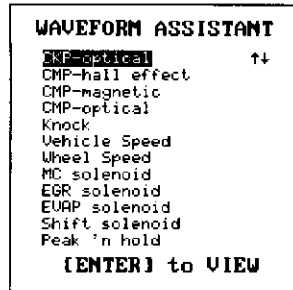 WAVEFORM ASSISTANT
CKP-optical ↑↓
CMP-hall effect
CMP-magnetic
CMP-optical
Knock
Vehicle Speed
Wheel Speed
MC solenoid
EGR solenoid
EVAP solenoid
Shift solenoid
Peak 'n hold
[ENTER] to VIEW